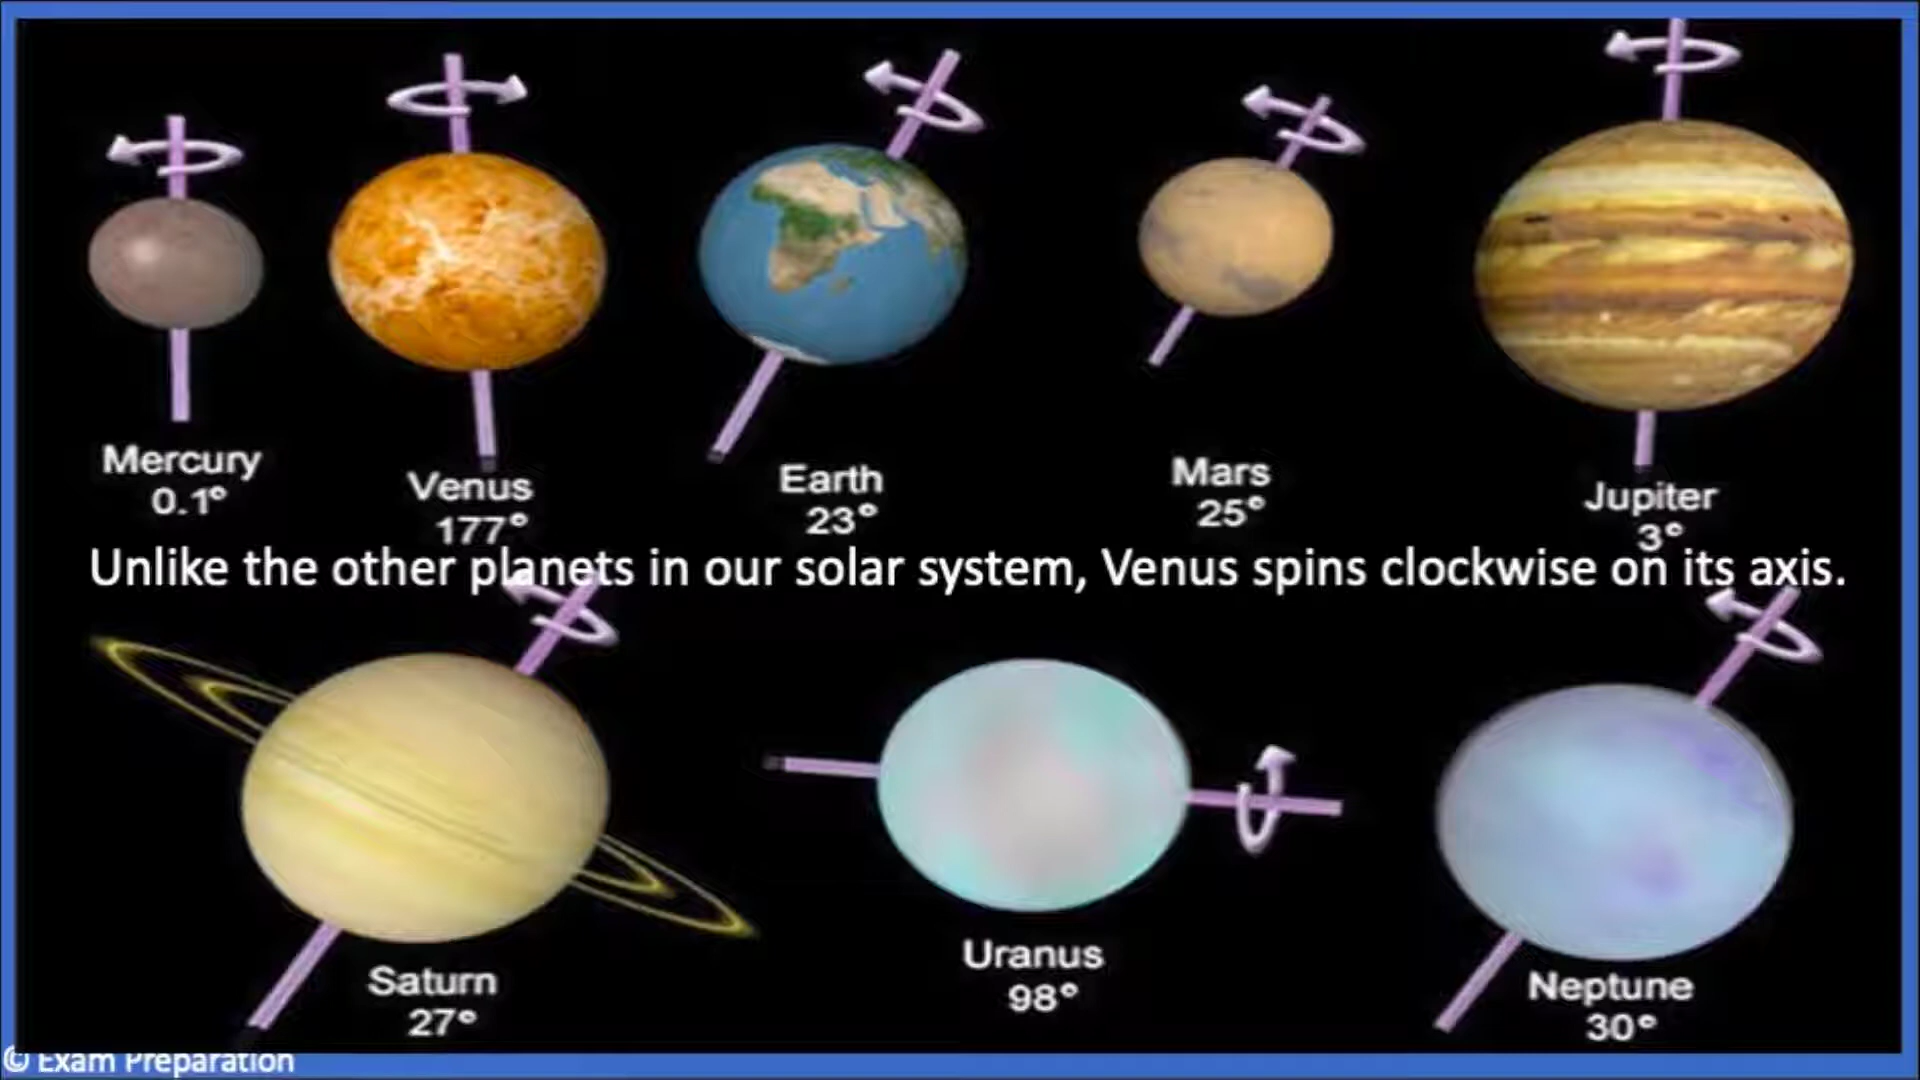 Mercury
0.1°
Venus
177°
Earth
23°
Mars
25°
Jupiter
3°
Unlike the other planets in our solar system, Venus spins clockwise on its axis.
Saturn
27°
Uranus
98°
Neptune
30°
© Exam Preparation